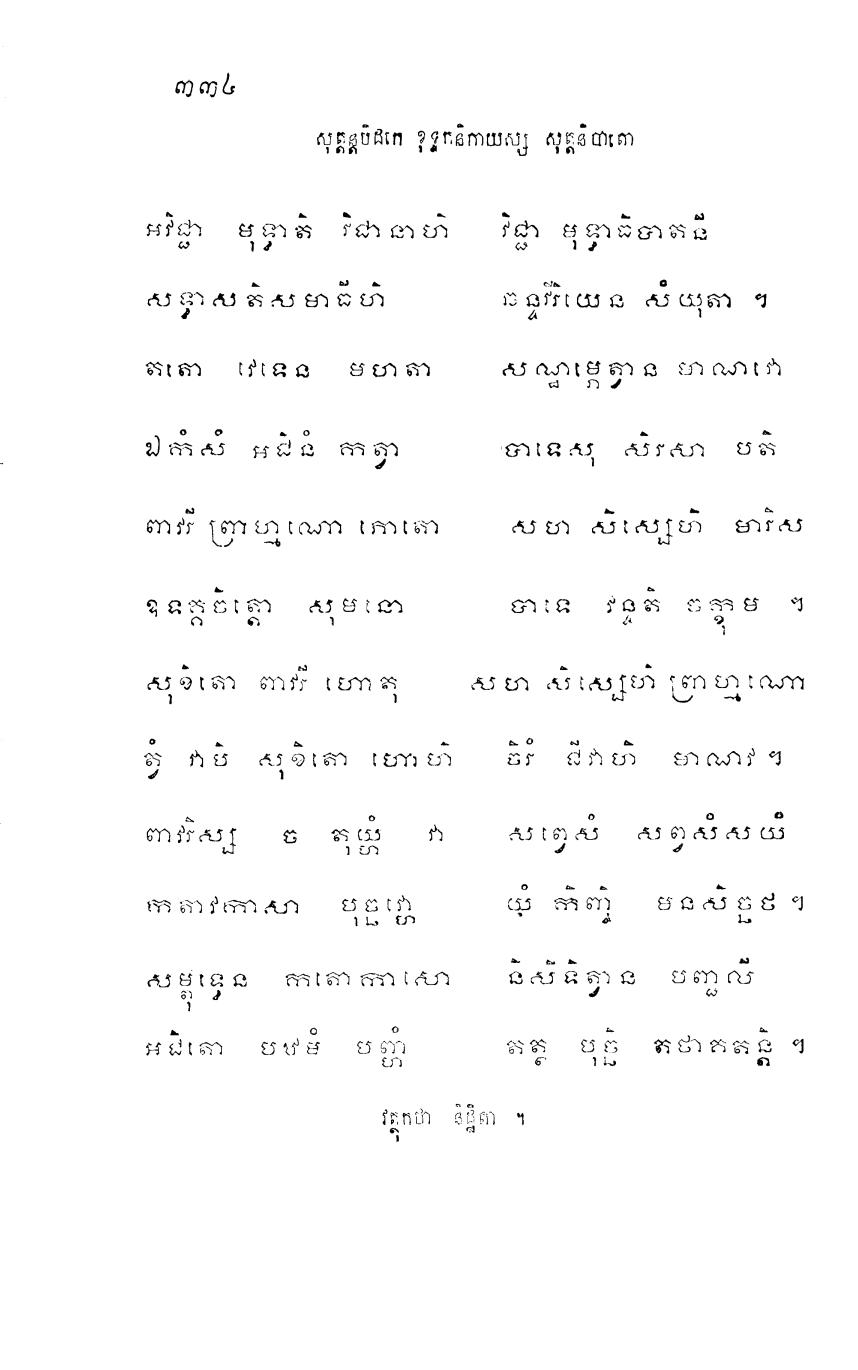 ៣៣៤
សុត្តន្តបិដកេ ខុទ្ទកនិកាយស្ស សុត្តនិបាតោ
អវិជ្ជា មុទ្ធាតិ វិជានាហិ វិជ្ជា មុទ្ធាធិបាតនី
សទ្ធាសតិសមាធីហិ ឆន្ទវីរិយេន សំយុតា ។
តតោ វេទេន មហតា សណ្ឋម្ភេត្វាន មាណវោ
ឯកំសំ អជិនំ កត្វា បាទេសុ សិរសា បតិ
ពាវរី ព្រាហ្មណោ ភោតោ សហ សិស្សេហិ មារិស
ឧទគ្គចិត្តោ សុមនោ បាទេ វន្ទតិ ចក្ខុម ។
សុខិតោ ពាវរី ហោតុ សហ សិស្សេហិ ព្រាហ្មណោ
ត្វំ វាបិ សុខិតោ ហោហិ ចិរំ ជីវាហិ មាណវ ។
ពាវរិស្ស ច តុយ្ហំ វា សព្វេសំ សព្វសំសយំ
កតាវកាសា បុច្ឆវ្ហោ យំ កិញ្ចិ មនសិច្ឆថ ។
សម្ពុទ្ធេន កតោកាសោ និសីទិត្វាន បញ្ជលី
អជិតោ បឋមំ បញ្ហំ តត្ថ បុច្ឆិ តថាគតន្តិ ។
វត្ថុកថា និដ្ឋិតា ។